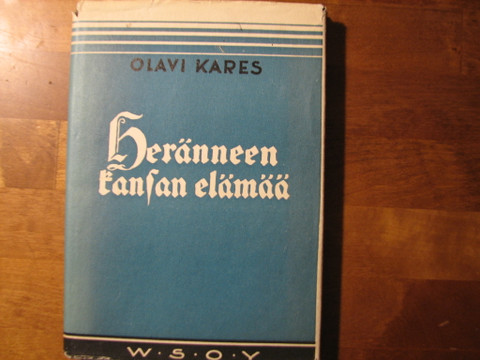 OLAVI KARES
Heränneen
kanſan elämää
W·S·O·Y